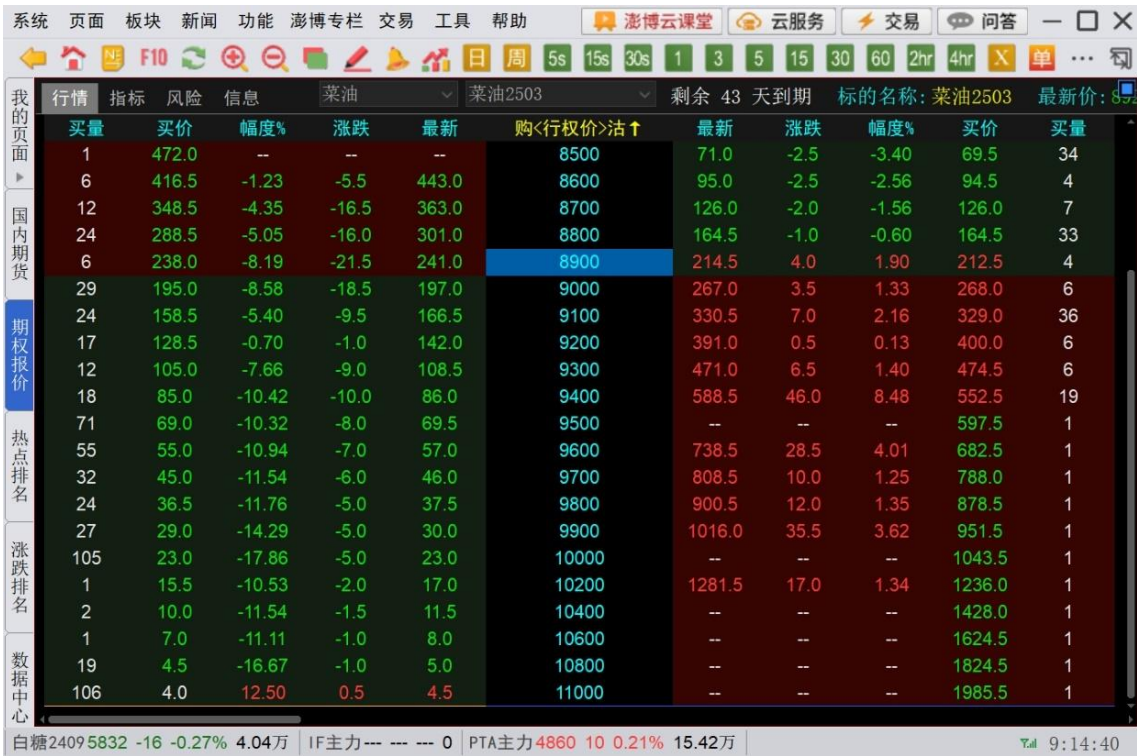 系统 页面 板块 新闻 功能 澎博专栏 交易 工具 帮助 澎博云课堂 云服务 交易 问答
F10 日 周 5s 15s 30s 1 3 5 15 30 60 2hr 4hr X 单 ...
我的页面
国内期货
期权报价
热点排名
涨跌排名
数据中心
行情 指标 风险 信息 菜油 菜油2503 剩余 43 天到期 标的名称: 菜油2503 最新价:
买量 买价 幅度% 涨跌 最新 购<行权价>沽↑ 最新 涨跌 幅度% 买价 买量
1 472.0 -- -- -- 8500 71.0 -2.5 -3.40 69.5 34
6 416.5 -1.23 -5.5 443.0 8600 95.0 -2.5 -2.56 94.5 4
12 348.5 -4.35 -16.5 363.0 8700 126.0 -2.0 -1.56 126.0 7
24 288.5 -5.05 -16.0 301.0 8800 164.5 -1.0 -0.60 164.5 33
6 238.0 -8.19 -21.5 241.0 8900 214.5 4.0 1.90 212.5 4
29 195.0 -8.58 -18.5 197.0 9000 267.0 3.5 1.33 268.0 6
24 158.5 -5.40 -9.5 166.5 9100 330.5 7.0 2.16 329.0 36
17 128.5 -0.70 -1.0 142.0 9200 391.0 0.5 0.13 400.0 6
12 105.0 -7.66 -9.0 108.5 9300 471.0 6.5 1.40 474.5 6
18 85.0 -10.42 -10.0 86.0 9400 588.5 46.0 8.48 552.5 19
71 69.0 -10.32 -8.0 69.5 9500 -- -- -- 597.5 1
55 55.0 -10.94 -7.0 57.0 9600 738.5 28.5 4.01 682.5 1
32 45.0 -11.54 -6.0 46.0 9700 808.5 10.0 1.25 788.0 1
24 36.5 -11.76 -5.0 37.5 9800 900.5 12.0 1.35 878.5 1
27 29.0 -14.29 -5.0 30.0 9900 1016.0 35.5 3.62 951.5 1
105 23.0 -17.86 -5.0 23.0 10000 -- -- -- 1043.5 1
1 15.5 -10.53 -2.0 17.0 10200 1281.5 17.0 1.34 1236.0 1
2 10.0 -11.54 -1.5 11.5 10400 -- -- -- 1428.0 1
1 7.0 -11.11 -1.0 8.0 10600 -- -- -- 1624.5 1
19 4.5 -16.67 -1.0 5.0 10800 -- -- -- 1824.5 1
106 4.0 12.50 0.5 4.5 11000 -- -- -- 1985.5 1
白糖2409 5832 -16 -0.27% 4.04万 IF主力 --- --- --- 0 PTA主力 4860 10 0.21% 15.42万 9:14:40